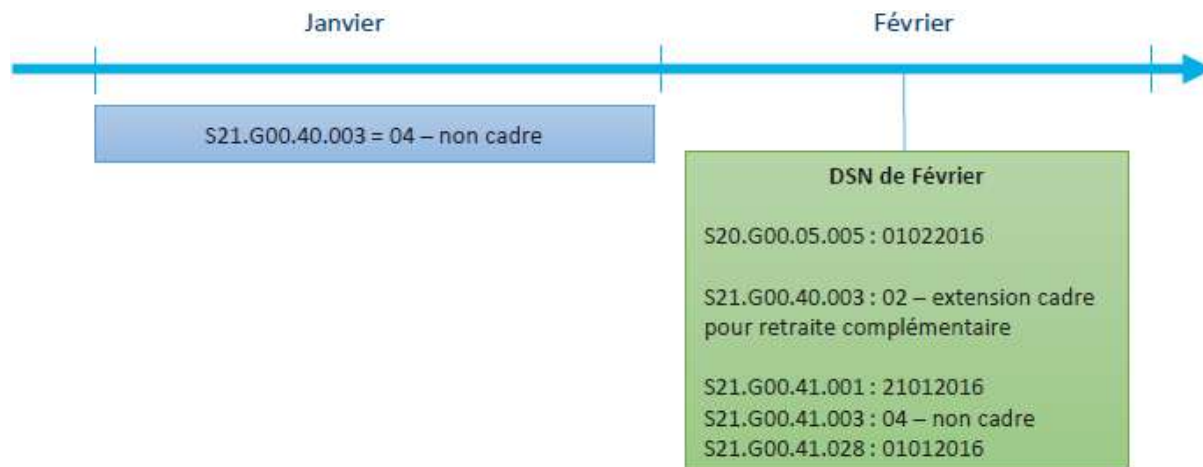 Janvier
Février
S21.G00.40.003 = 04 – non cadre
DSN de Février
S20.G00.05.005 : 01022016
S21.G00.40.003 : 02 – extension cadre
pour retraite complémentaire
S21.G00.41.001 : 21012016
S21.G00.41.003 : 04 – non cadre
S21.G00.41.028 : 01012016